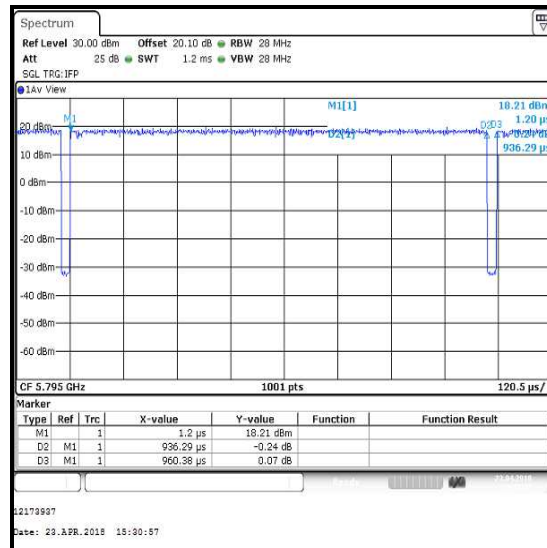 Spectrum
Ref Level 30.00 dBm Offset 20.10 dB RBW 28 MHz
Att 25 dB SWT 1.2 ms VBW 28 MHz
SGL TRG:IFP
1Av View
M1[1] 18.21 dBm
1.20 µs
D2[1]
936.29 µs
M1
D2 D3
20 dBm
10 dBm
0 dBm
-10 dBm
-20 dBm
-30 dBm
-40 dBm
-50 dBm
-60 dBm
CF 5.795 GHz 1001 pts 120.5 µs/
Marker
Type Ref Trc X-value Y-value Function Function Result
M1 1 1.2 µs 18.21 dBm
D2 M1 1 936.29 µs -0.24 dB
D3 M1 1 960.38 µs 0.07 dB
Ready
12173937
Date: 23.APR.2018 15:30:57